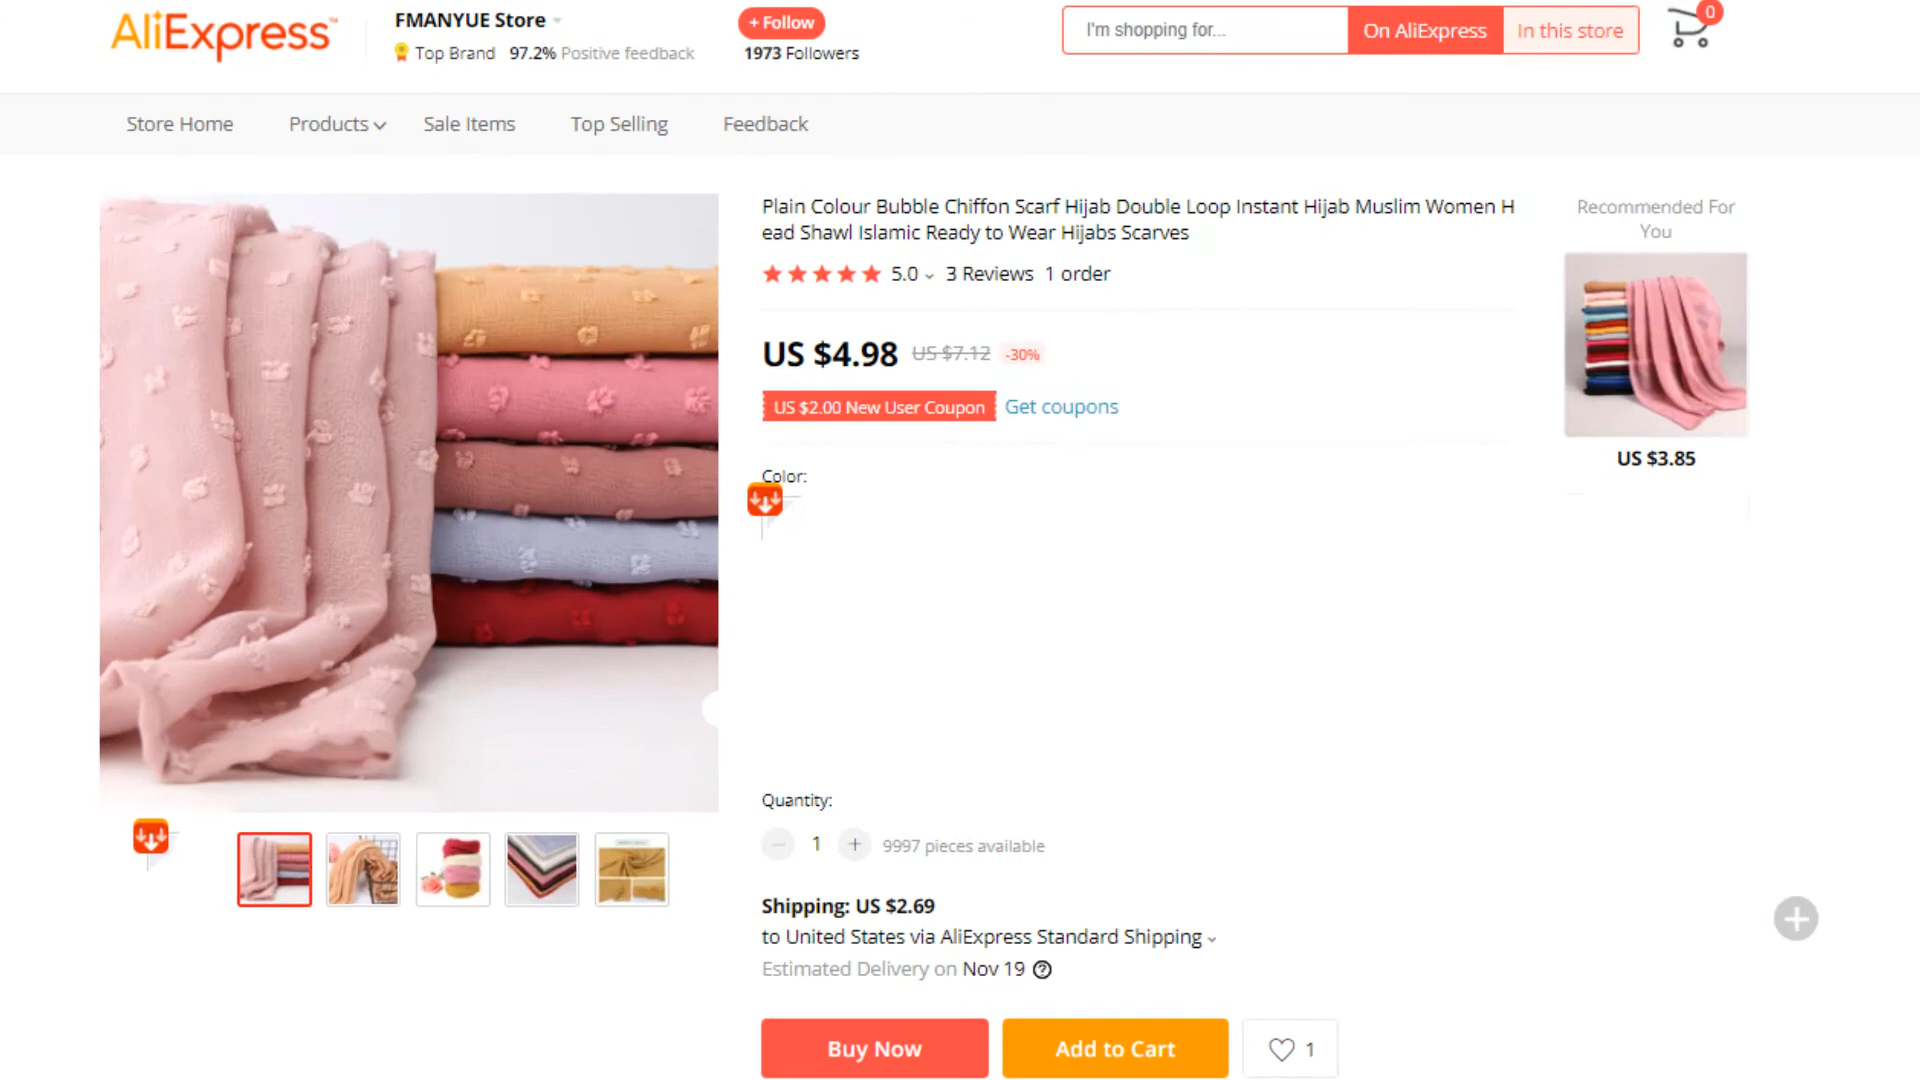 AliExpress™
FMANYUE Store
Top Brand 97.2% Positive feedback
+ Follow
1973 Followers
I'm shopping for...
On AliExpress
In this store
0
Store Home
Products
Sale Items
Top Selling
Feedback
Plain Colour Bubble Chiffon Scarf Hijab Double Loop Instant Hijab Muslim Women H
ead Shawl Islamic Ready to Wear Hijabs Scarves
5.0 3 Reviews 1 order
US $4.98 US $7.12 -30%
US $2.00 New User Coupon Get coupons
Color:
Quantity:
1 + 9997 pieces available
Shipping: US $2.69
to United States via AliExpress Standard Shipping
Estimated Delivery on Nov 19
Buy Now
Add to Cart
1
Recommended For
You
US $3.85